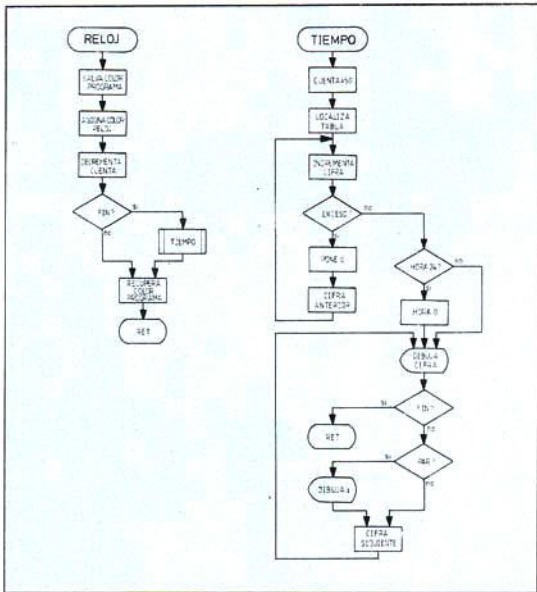 RELOJ
SALVA COLOR
PROGRAMA
ASIGNA COLOR
RELOJ
DECREMENTA
CUENTA
FIN?
si
no
TIEMPO
RECUPERA
COLOR
PROGRAMA
RET
TIEMPO
CUENTA=50
LOCALIZA
TABLA
INCREMENTA
CIFRA
EXCESO?
no
si
PONE 0
CIFRA
ANTERIOR
HORA 24?
no
si
HORA 0
DIBUJA
CIFRA
FIN?
si
no
RET
PAR?
si
no
DIBUJA :
CIFRA
SIGUIENTE